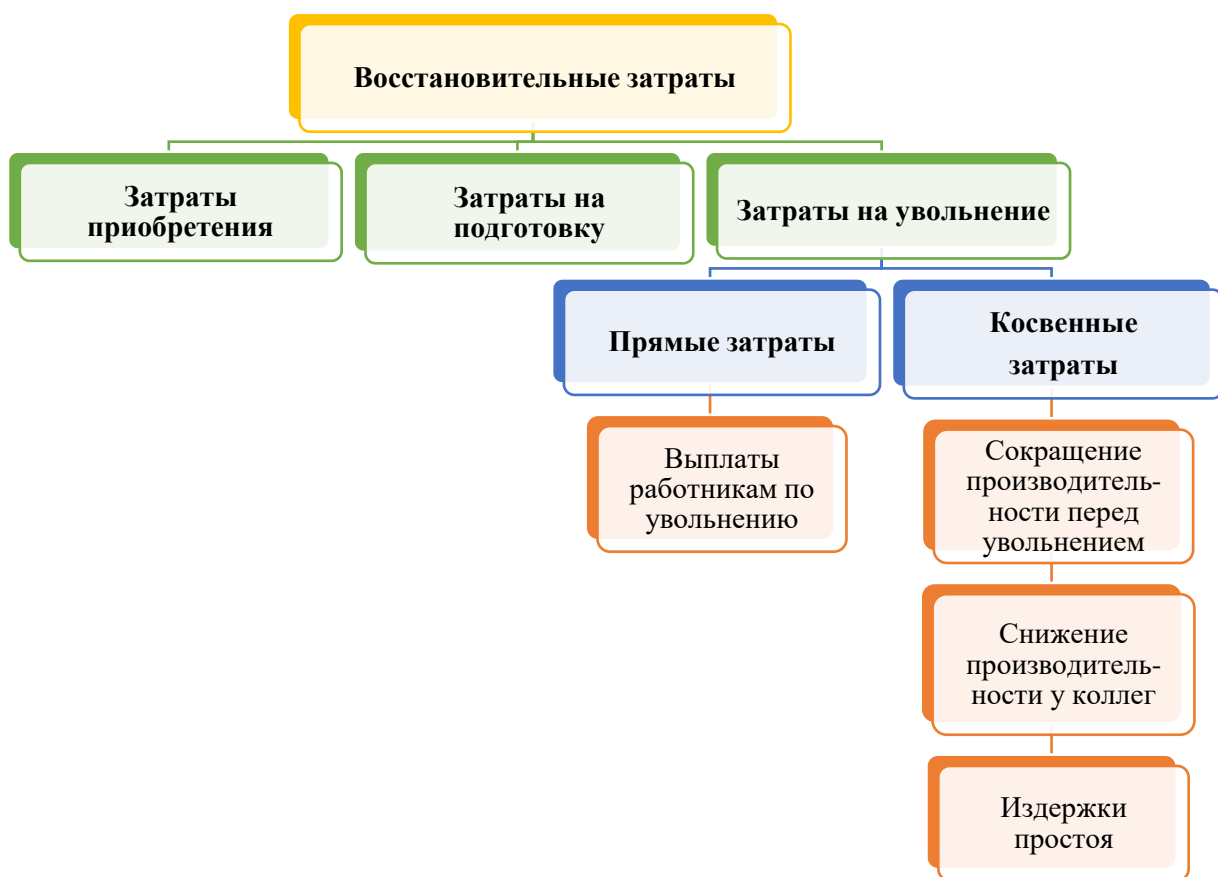 Восстановительные затраты
Затраты
приобретения
Затраты на
подготовку
Затраты на увольнение
Прямые затраты
Косвенные
затраты
Выплаты
работникам по
увольнению
Сокращение
производитель-
ности перед
увольнением
Снижение
производитель-
ности у коллег
Издержки
простоя